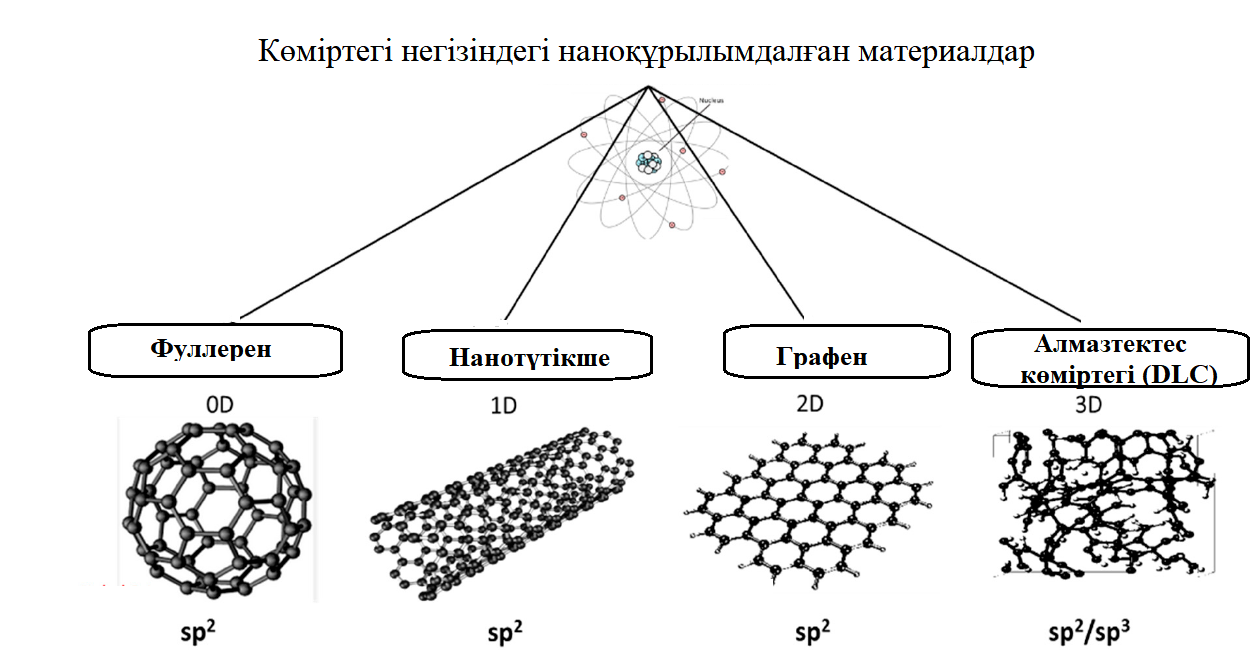 Көміртегі негізіндегі наноқұрылымдалған материалдар
Nucleus
Фуллерен
Нанотүтікше
Графен
Алмазтектес
көміртегі (DLC)
0D
1D
2D
3D
sp²
sp²
sp²
sp²/sp³